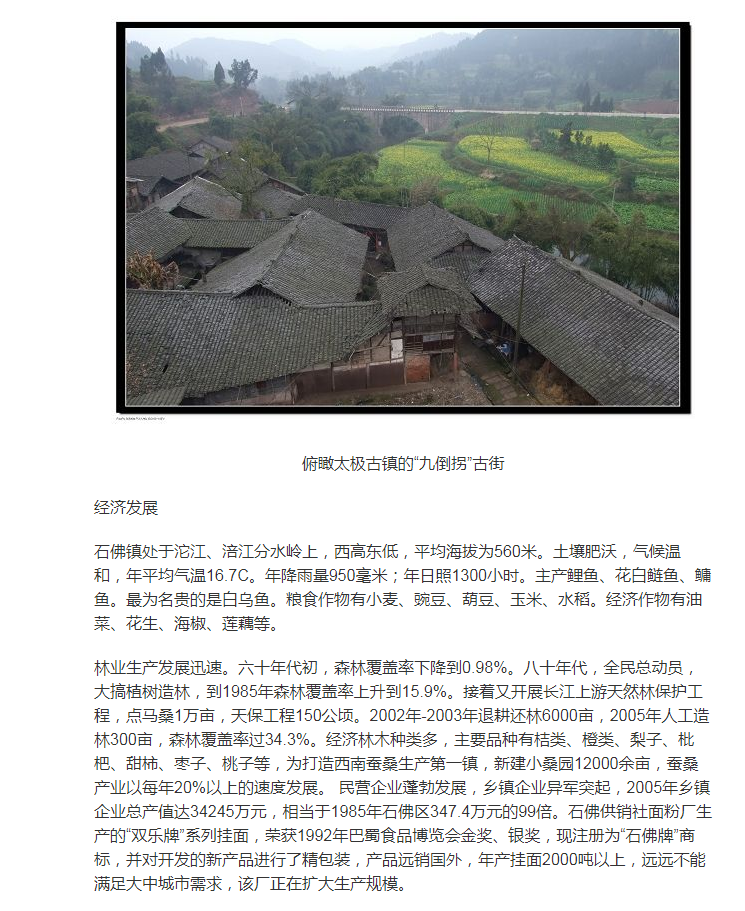 俯瞰太极古镇的“九倒拐”古街
经济发展
石佛镇处于沱江、涪江分水岭上，西高东低，平均海拔为560米。土壤肥沃，气候温
和，年平均气温16.7C。年降雨量950毫米；年日照1300小时。主产鲤鱼、花白鲢鱼、鳙
鱼。最为名贵的是白乌鱼。粮食作物有小麦、豌豆、葫豆、玉米、水稻。经济作物有油
菜、花生、海椒、莲藕等。
林业生产发展迅速。六十年代初，森林覆盖率下降到0.98%。八十年代，全民总动员，
大搞植树造林，到1985年森林覆盖率上升到15.9%。接着又开展长江上游天然林保护工
程，点马桑1万亩，天保工程150公顷。2002年-2003年退耕还林6000亩，2005年人工造
林300亩，森林覆盖率过34.3%。经济林木种类多，主要品种有桔类、橙类、梨子、枇
杷、甜柿、枣子、桃子等，为打造西南蚕桑生产第一镇，新建小桑园12000余亩，蚕桑
产业以每年20%以上的速度发展。 民营企业蓬勃发展，乡镇企业异军突起，2005年乡镇
企业总产值达34245万元，相当于1985年石佛区347.4万元的99倍。石佛供销社面粉厂生
产的“双乐牌”系列挂面，荣获1992年巴蜀食品博览会金奖、银奖，现注册为“石佛牌”商
标，并对开发的新产品进行了精包装，产品远销国外，年产挂面2000吨以上，远远不能
满足大中城市需求，该厂正在扩大生产规模。